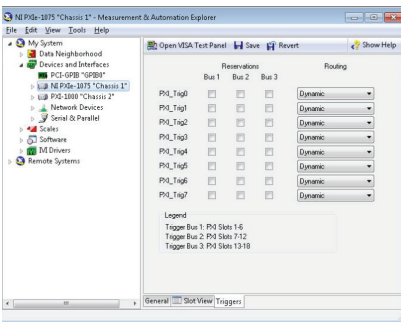 NI PXIe-1075 "Chassis 1" - Measurement & Automation Explorer
File Edit View Tools Help
My System
Data Neighborhood
Devices and Interfaces
PCI-GPIB "GPIB0"
NI PXIe-1075 "Chassis 1"
PXI-1000 "Chassis 2"
Network Devices
Serial & Parallel
Scales
Software
IVI Drivers
Remote Systems
Open VISA Test Panel Save Revert Show Help
Reservations Routing
Bus 1 Bus 2 Bus 3
PXI_Trig0 Dynamic
PXI_Trig1 Dynamic
PXI_Trig2 Dynamic
PXI_Trig3 Dynamic
PXI_Trig4 Dynamic
PXI_Trig5 Dynamic
PXI_Trig6 Dynamic
PXI_Trig7 Dynamic
Legend
Trigger Bus 1: PXI Slots 1-6
Trigger Bus 2: PXI Slots 7-12
Trigger Bus 3: PXI Slots 13-18
General Slot View Triggers